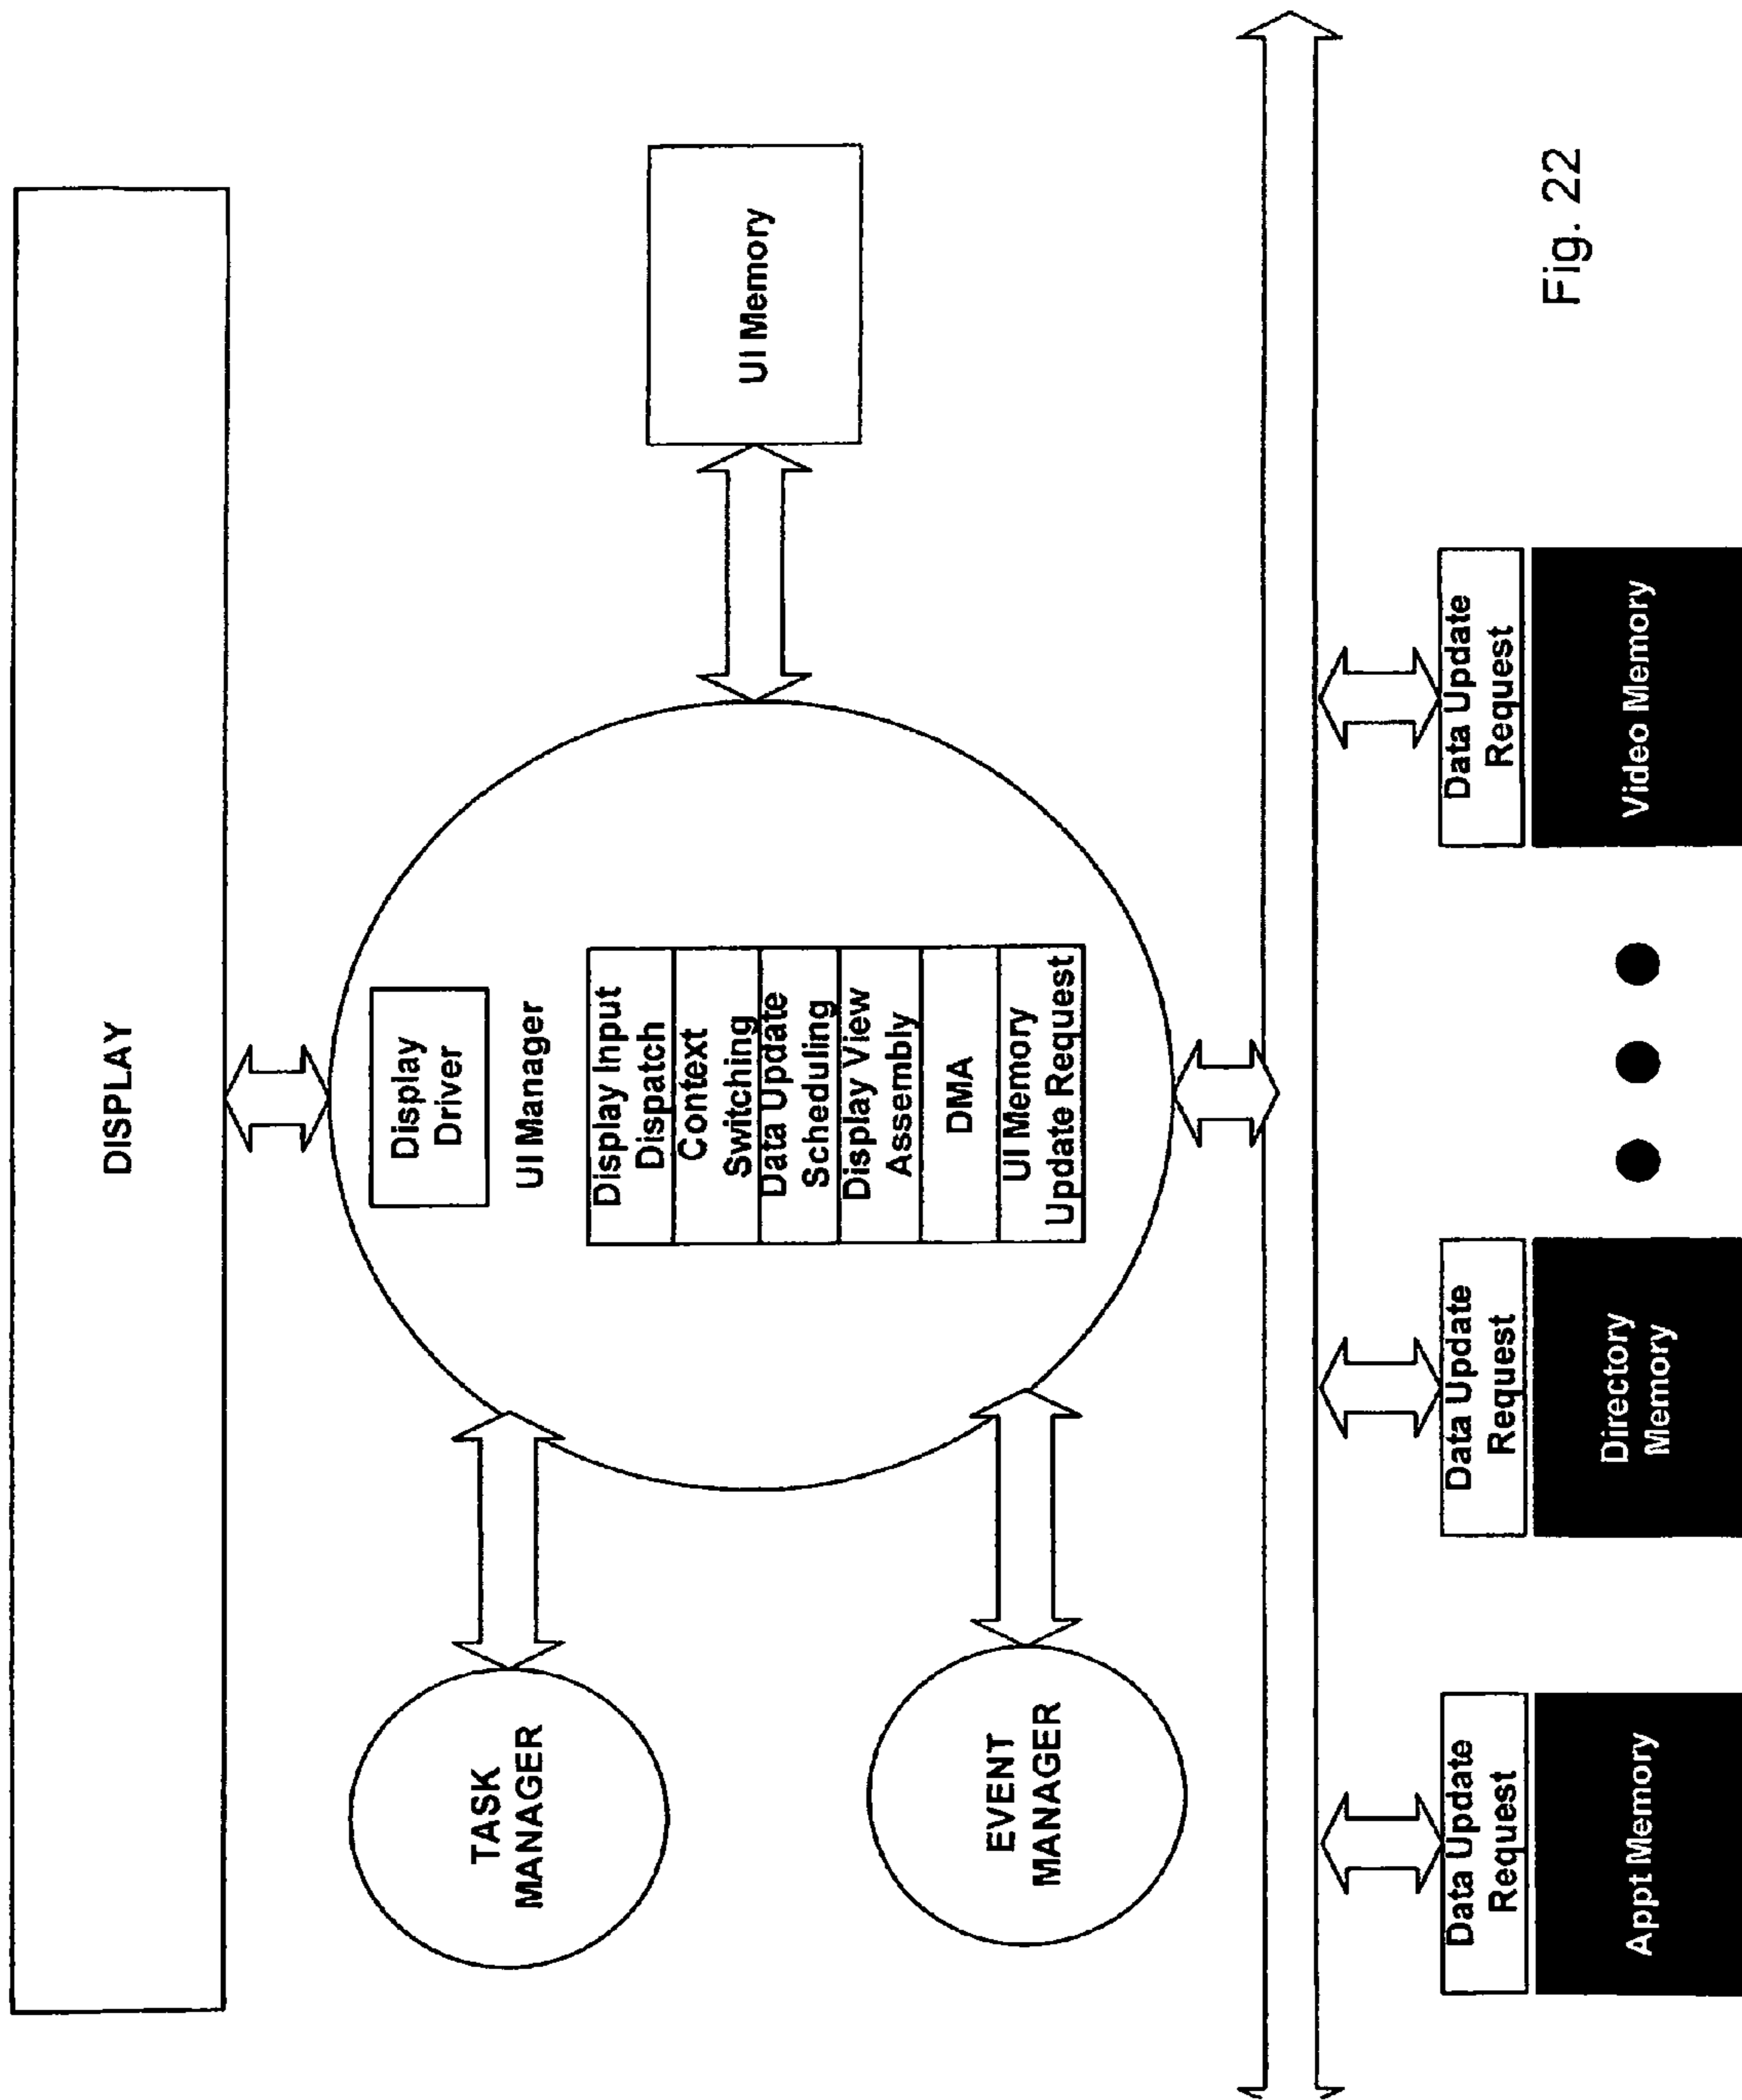 DISPLAY
Display
Driver
UI Manager
Display Input
Dispatch
Context
Switching
Data Update
Scheduling
Display View
Assembly
DMA
UI Memory
Update Request
TASK
MANAGER
EVENT
MANAGER
UI Memory
Data Update
Request
Appt Memory
Data Update
Request
Directory
Memory
Data Update
Request
Video Memory
Fig. 22